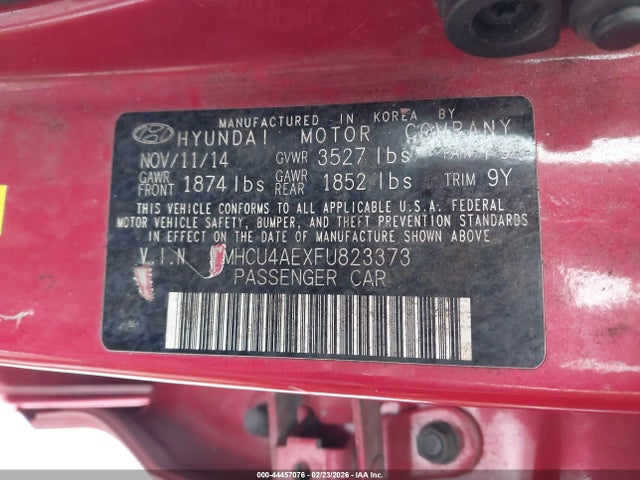 MANUFACTURED IN KOREA BY
HYUNDAI MOTOR COMPANY
NOV/11/14 GVWR 3527 lbs
GAWR FRONT 1874 lbs GAWR REAR 1852 lbs TRIM 9Y
THIS VEHICLE CONFORMS TO ALL APPLICABLE U.S.A. FEDERAL
MOTOR VEHICLE SAFETY, BUMPER, AND THEFT PREVENTION STANDARDS
IN EFFECT ON THE DATE OF MANUFACTURE SHOWN ABOVE
V.I.N MHCU4AEXFU823373
PASSENGER CAR
000-44457076 - 02/23/2026 - IAA Inc.